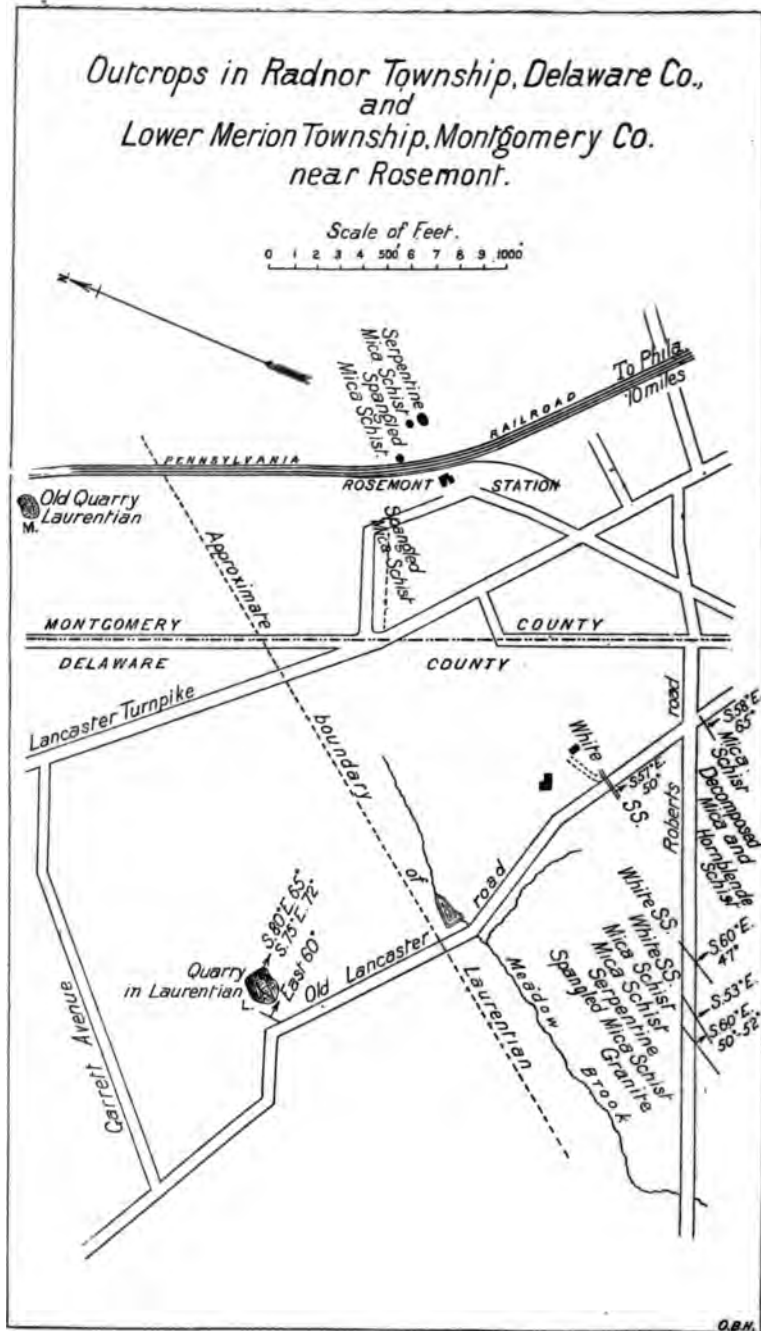 Outcrops in Radnor Township, Delaware Co.,
and
Lower Merion Township, Montgomery Co.
near Rosemont.
Scale of Feet.
0 1 2 3 4 500' 6 7 8 9 1000'
N
Serpentine
Mica Schist
Spangled
Mica Schist.
To Phila.
10 miles
PENNSYLVANIA RAILROAD
ROSEMONT STATION
Old Quarry
Laurentian
M.
Spangled
Mica Schist
MONTGOMERY COUNTY
DELAWARE COUNTY
Lancaster Turnpike
Approximate boundary of Laurentian
White SS.
S.57°E.
50°
Roberts road
S.58°E.
65°
Mica
Schist
Decomposed
Mica and
Hornblende
Schist
White SS.
White SS.
Mica Schist
Mica Schist
Serpentine
Spangled Mica Schist
Granite
S.60°E.
47°
S.53°E.
S.60°E.
50°-52°
S.80°E. 65°
S.75°E. 72°
East 60°
Quarry
in Laurentian
L.
Old Lancaster road
Meadow Brook
Garrett Avenue
O.B.H.